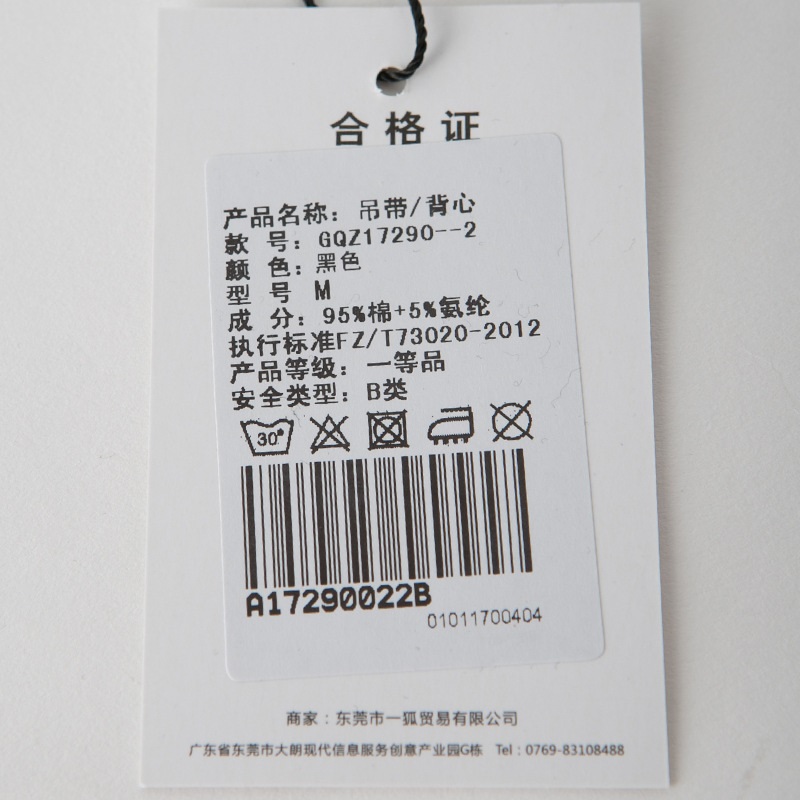 合格证
产品名称：吊带/背心
款 号：GQZ17290--2
颜 色：黑色
型 号 M
成 分：95%棉+5%氨纶
执行标准FZ/T73020-2012
产品等级：一等品
安全类型：B类
30°
A17290022B
01011700404
商家：东莞市一狐贸易有限公司
广东省东莞市大朗现代信息服务创意产业园G栋 Tel：0769-83108488